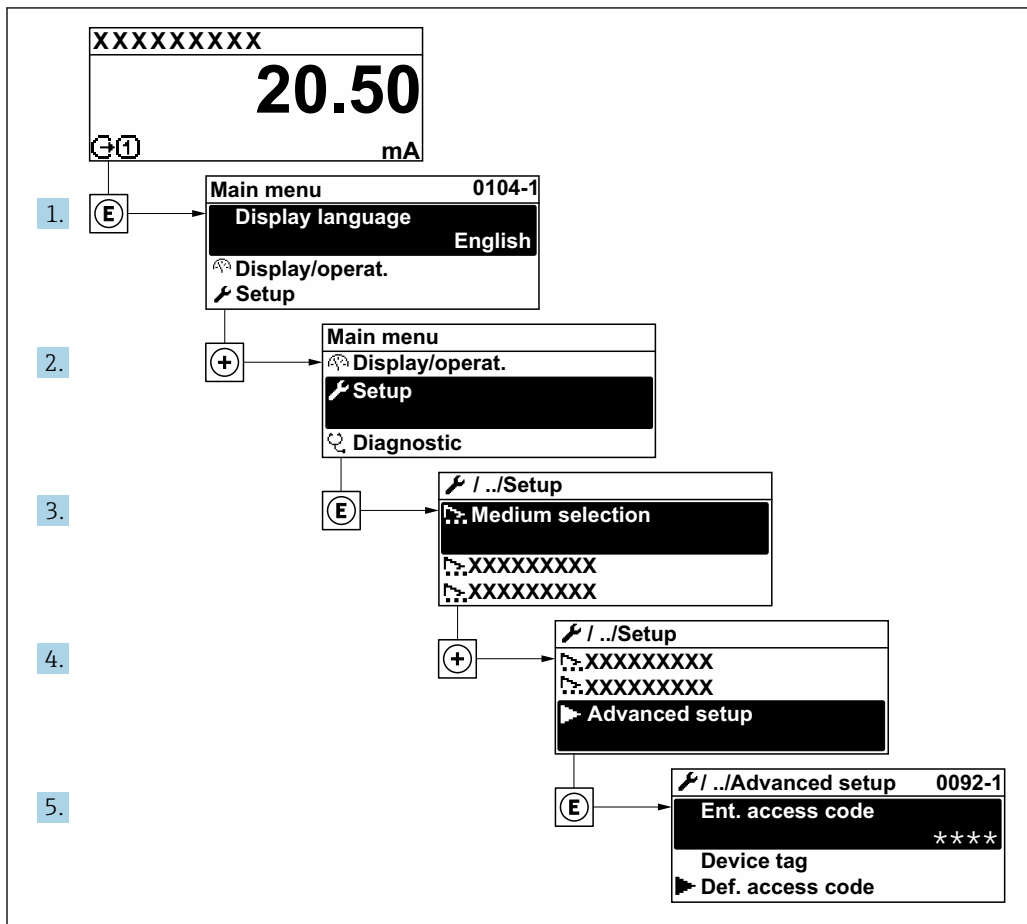 XXXXXXXXX
20.50
mA
1.
E
Main menu 0104-1
Display language
English
Display/operat.
Setup
2.
+
Main menu
Display/operat.
Setup
Diagnostic
3.
E
/ ../Setup
Medium selection
XXXXXXXXX
XXXXXXXXX
4.
+
/ ../Setup
XXXXXXXXX
XXXXXXXXX
Advanced setup
5.
E
/ ../Advanced setup 0092-1
Ent. access code
****
Device tag
Def. access code